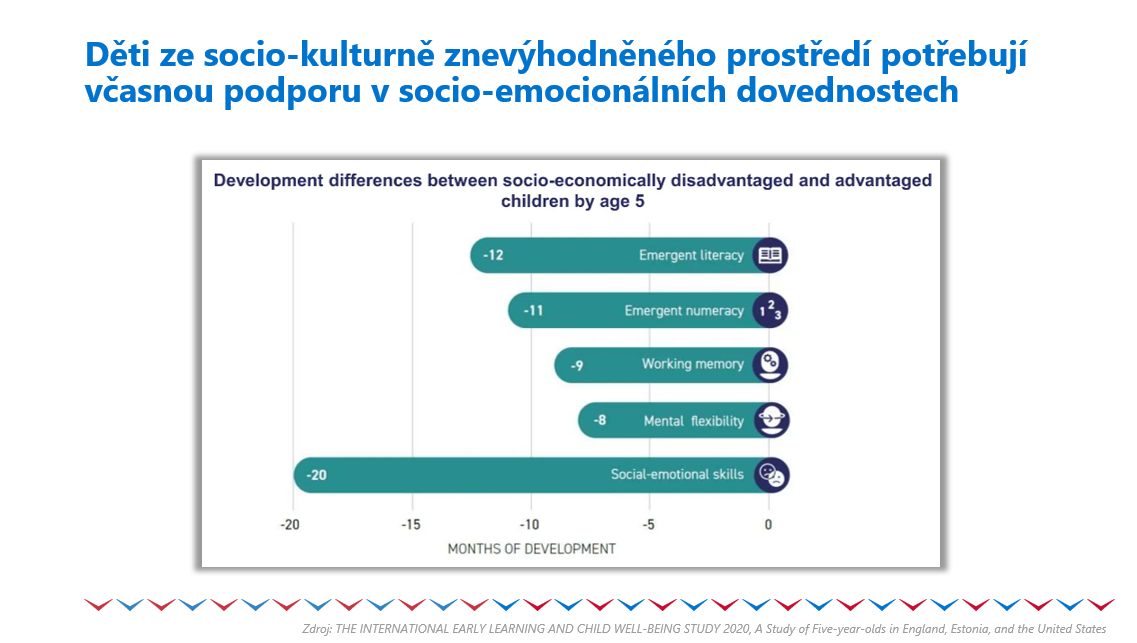 Děti ze socio-kulturně znevýhodněného prostředí potřebují
včasnou podporu v socio-emocionálních dovednostech
Development differences between socio-economically disadvantaged and advantaged
children by age 5
-12 Emergent literacy
-11 Emergent numeracy 1 2 3
-9 Working memory
-8 Mental flexibility
-20 Social-emotional skills
-20 -15 -10 -5 0
MONTHS OF DEVELOPMENT
Zdroj: THE INTERNATIONAL EARLY LEARNING AND CHILD WELL-BEING STUDY 2020, A Study of Five-year-olds in England, Estonia, and the United States